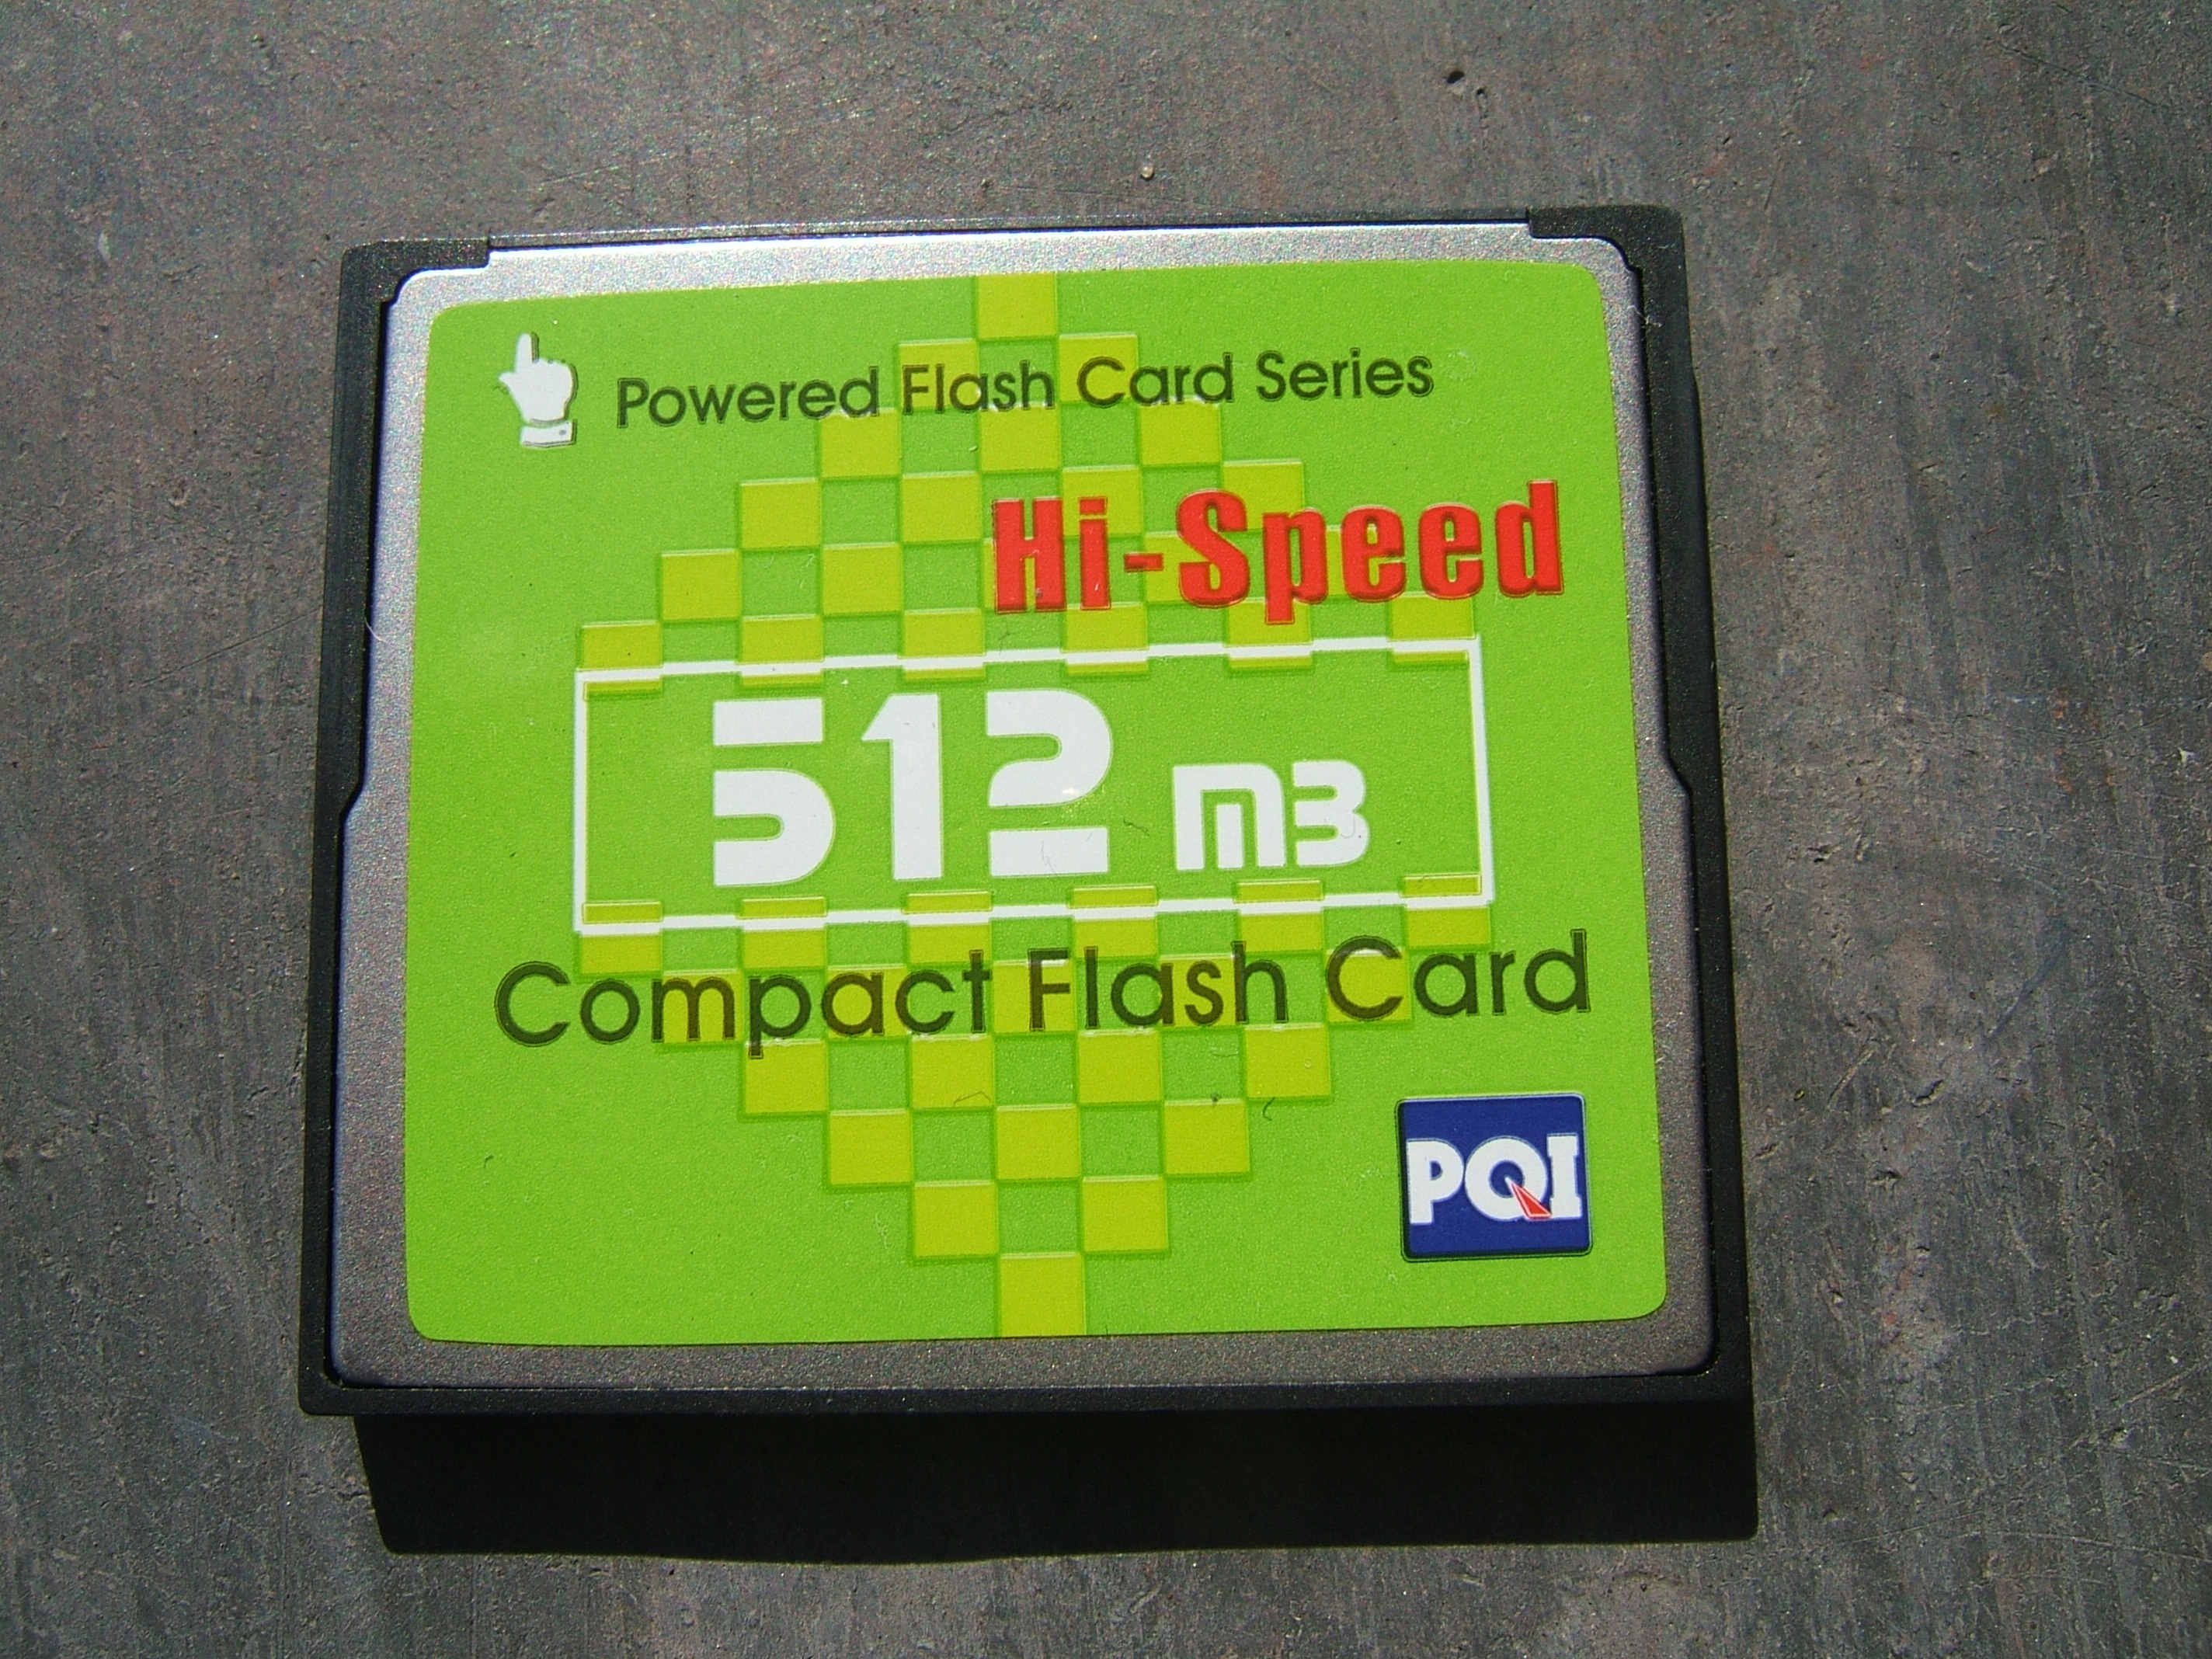 Powered Flash Card Series
Hi-Speed
512 MB
Compact Flash Card
PQI